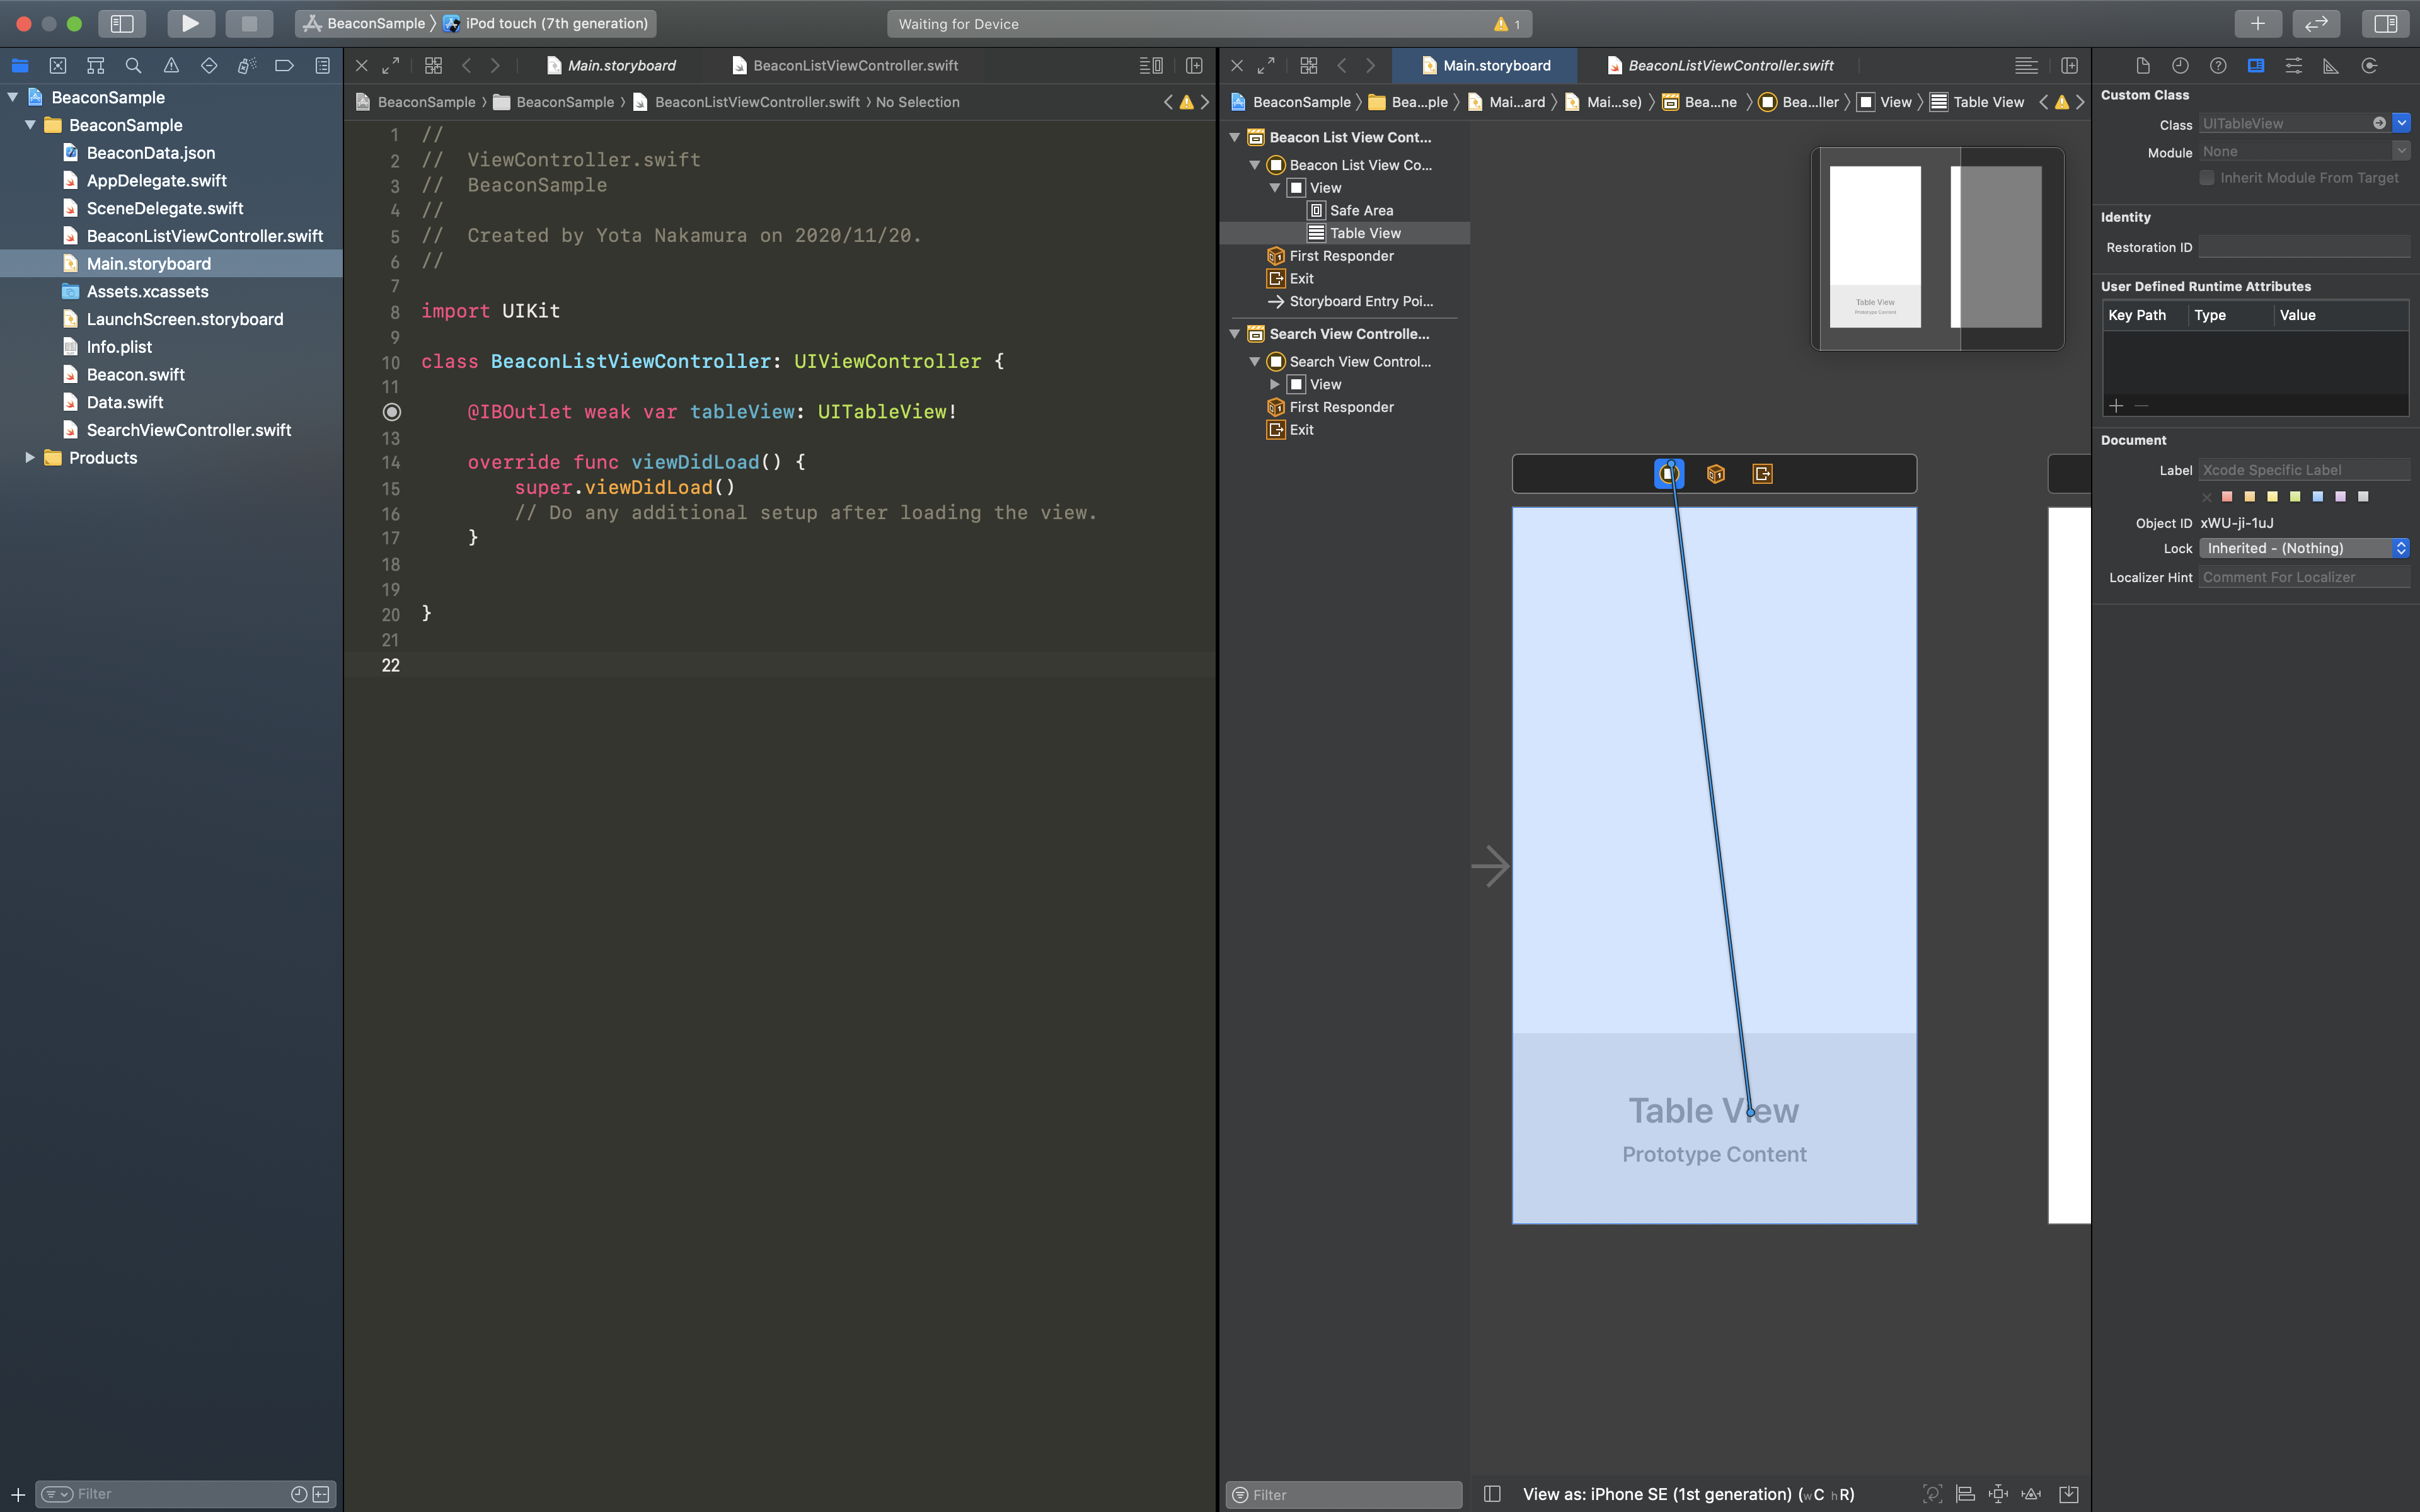 BeaconSample 〉 iPod touch (7th generation)
Waiting for Device
1
BeaconSample
BeaconSample
BeaconData.json
AppDelegate.swift
SceneDelegate.swift
BeaconListViewController.swift
Main.storyboard
Assets.xcassets
LaunchScreen.storyboard
Info.plist
Beacon.swift
Data.swift
SearchViewController.swift
Products
Filter
Main.storyboard
BeaconListViewController.swift
BeaconSample 〉 BeaconSample 〉 BeaconListViewController.swift 〉 No Selection
1 //
2 //  ViewController.swift
3 //  BeaconSample
4 //
5 //  Created by Yota Nakamura on 2020/11/20.
6 //
7
8 import UIKit
9
10 class BeaconListViewController: UIViewController {
11
@IBOutlet weak var tableView: UITableView!
13
14     override func viewDidLoad() {
15         super.viewDidLoad()
16         // Do any additional setup after loading the view.
17     }
18
19
20 }
21
22
Main.storyboard
BeaconListViewController.swift
BeaconSample 〉 Bea...ple 〉 Mai...ard 〉 Mai...se) 〉 Bea...ne 〉 Bea...ller 〉 View 〉 Table View
Beacon List View Cont...
Beacon List View Co...
View
Safe Area
Table View
First Responder
Exit
Storyboard Entry Poi...
Search View Controlle...
Search View Control...
View
First Responder
Exit
Filter
Table View
Prototype Content
Table View
Prototype Content
View as: iPhone SE (1st generation) (wC hR)
Custom Class
Class UITableView
Module None
Inherit Module From Target
Identity
Restoration ID
User Defined Runtime Attributes
Key Path Type Value
Document
Label Xcode Specific Label
Object ID xWU-ji-1uJ
Lock Inherited - (Nothing)
Localizer Hint Comment For Localizer